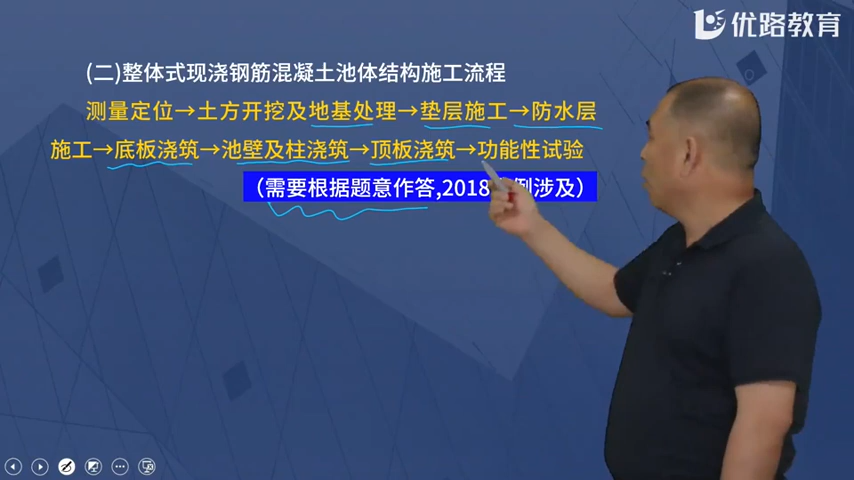 优路教育
(二)整体式现浇钢筋混凝土池体结构施工流程
测量定位→土方开挖及地基处理→垫层施工→防水层
施工→底板浇筑→池壁及柱浇筑→顶板浇筑→功能性试验
（需要根据题意作答,2018 例涉及）